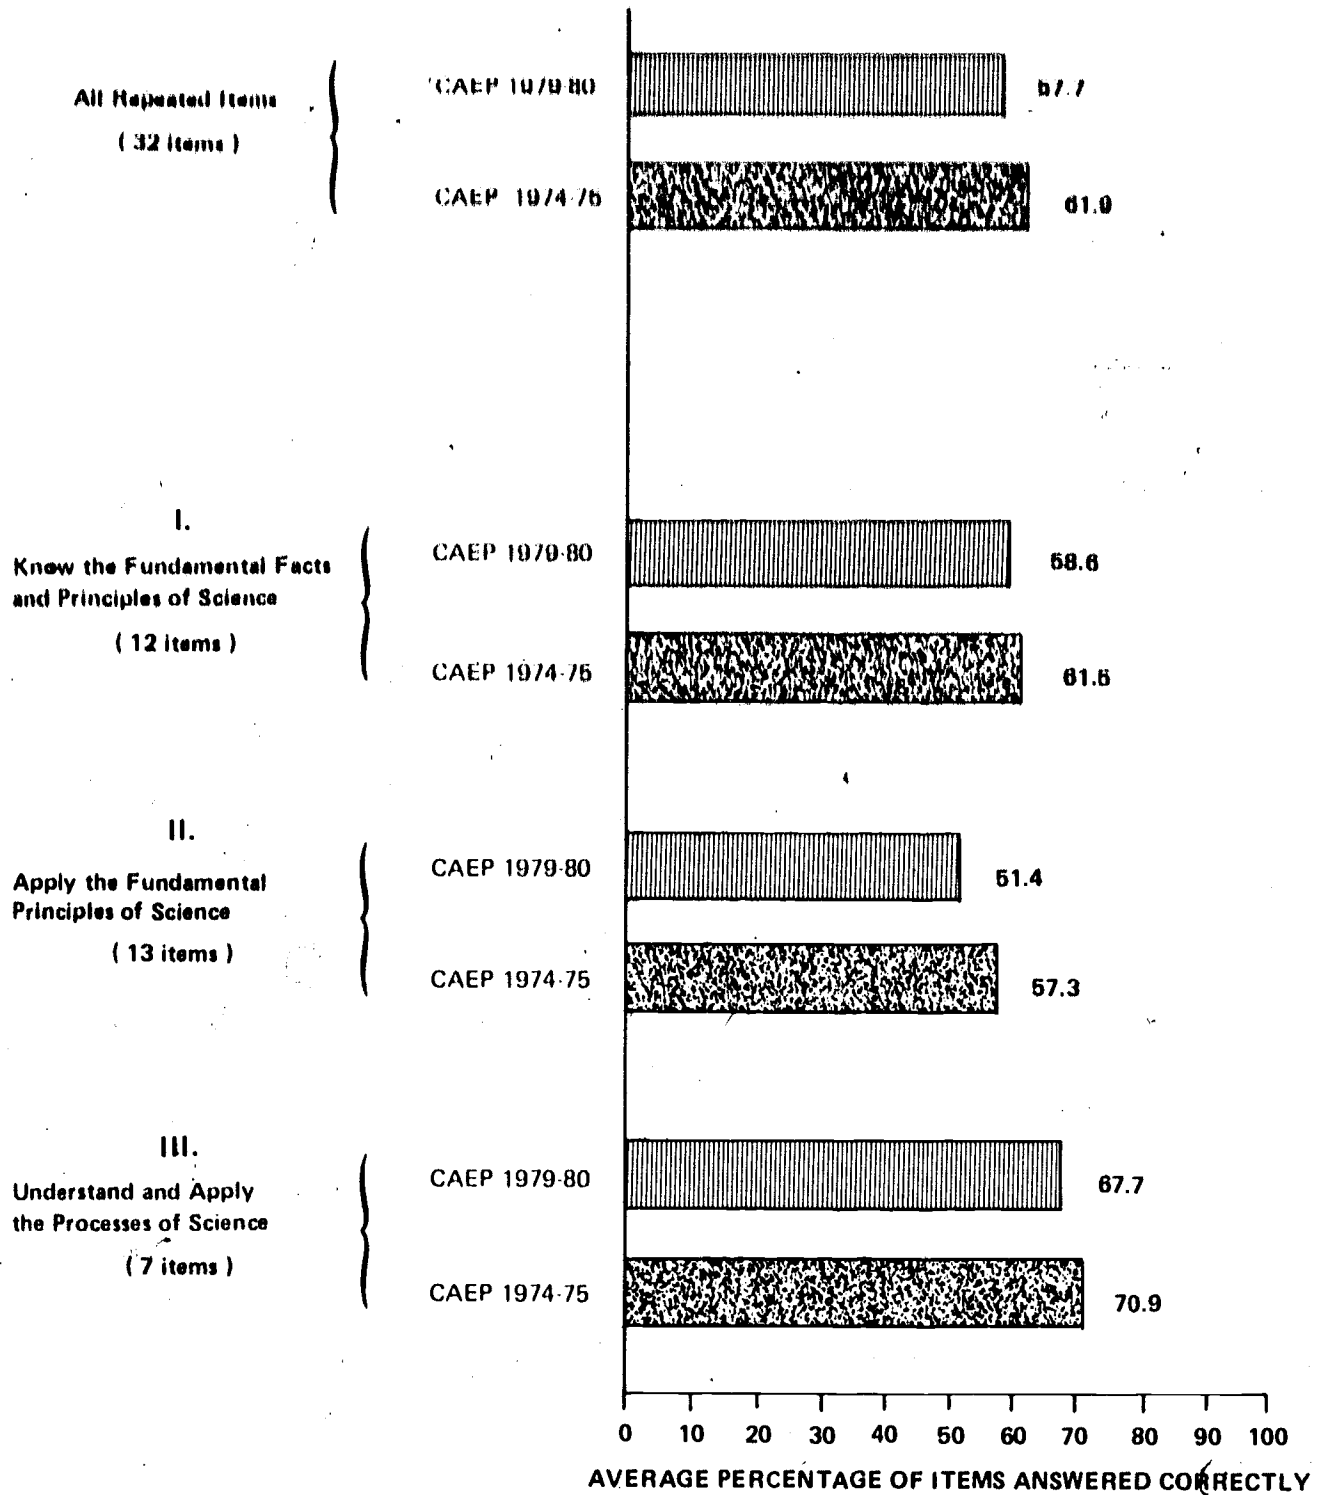 All Repeated Items
( 32 items )
CAEP 1979-80
57.7
CAEP 1974-75
61.9
I.
Know the Fundamental Facts
and Principles of Science
( 12 items )
CAEP 1979-80
58.6
CAEP 1974-75
II.
Apply the Fundamental
Principles of Science
( 13 items )
CAEP 1979-80
51.4
CAEP 1974-75
57.3
III.
Understand and Apply
the Processes of Science
( 7 items )
CAEP 1979-80
67.7
CAEP 1974-75
70.9
0 10 20 30 40 50 60 70 80 90 100
AVERAGE PERCENTAGE OF ITEMS ANSWERED CORRECTLY